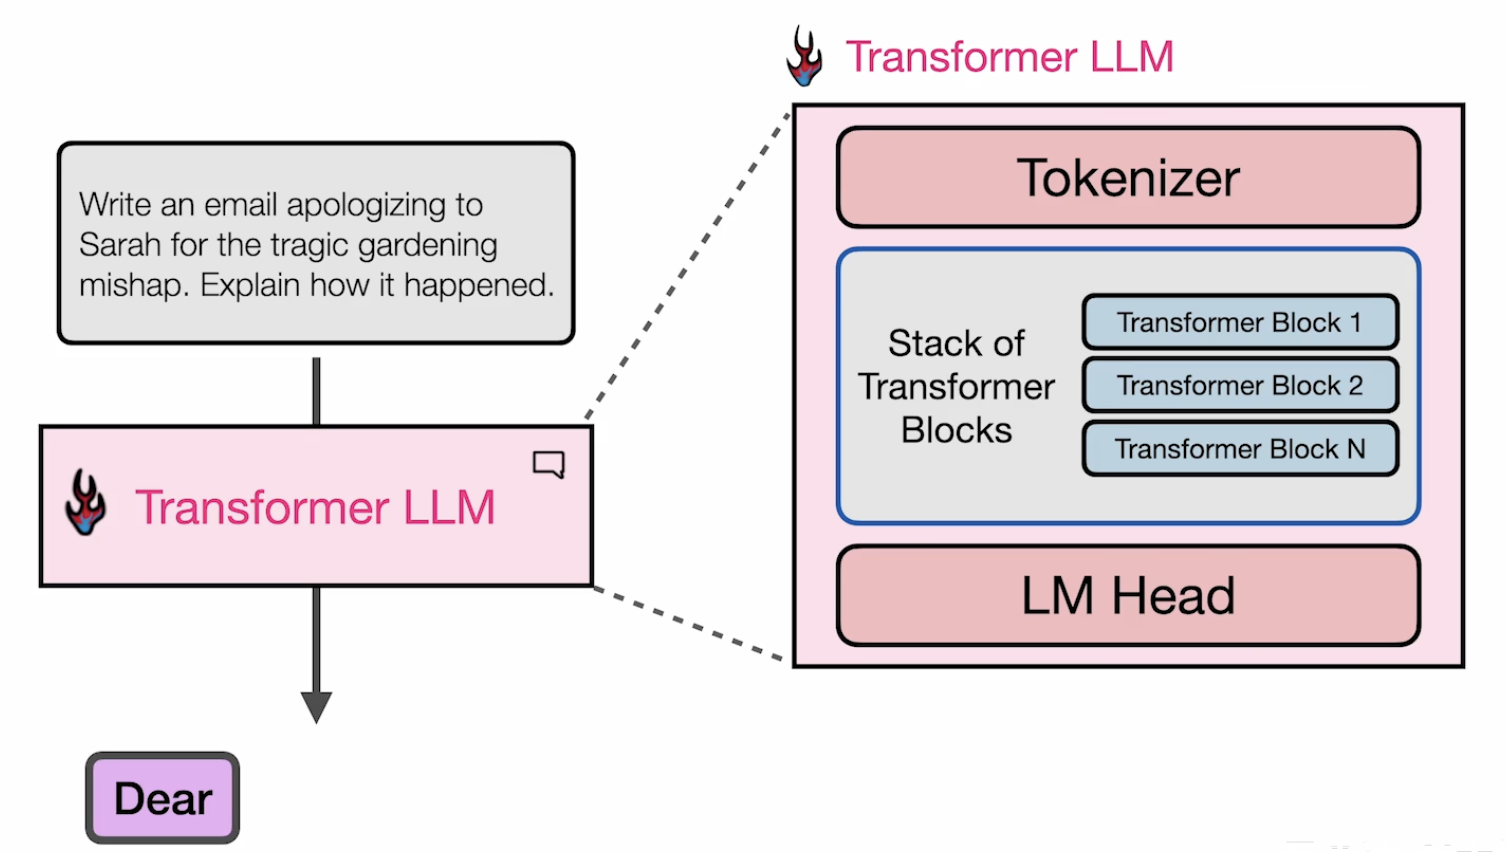 Write an email apologizing to
Sarah for the tragic gardening
mishap. Explain how it happened.
Transformer LLM
Dear
Transformer LLM
Tokenizer
Stack of
Transformer
Blocks
Transformer Block 1
Transformer Block 2
Transformer Block N
LM Head